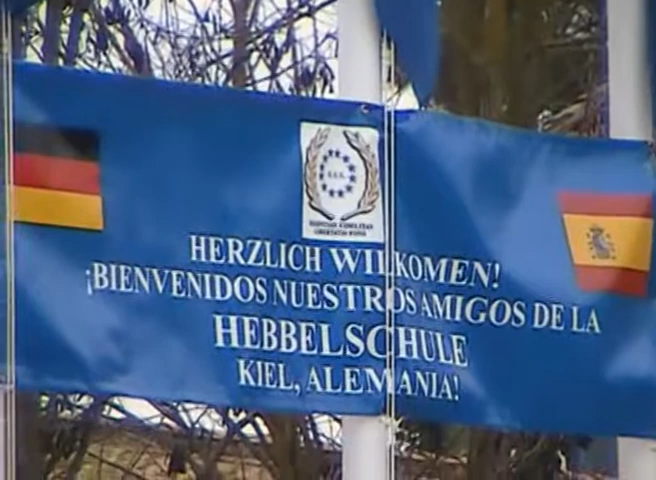 HERZLICH WILKOMEN!
¡BIENVENIDOS NUESTROS AMIGOS DE LA
HEBBELSCHULE
KIEL, ALEMANIA!